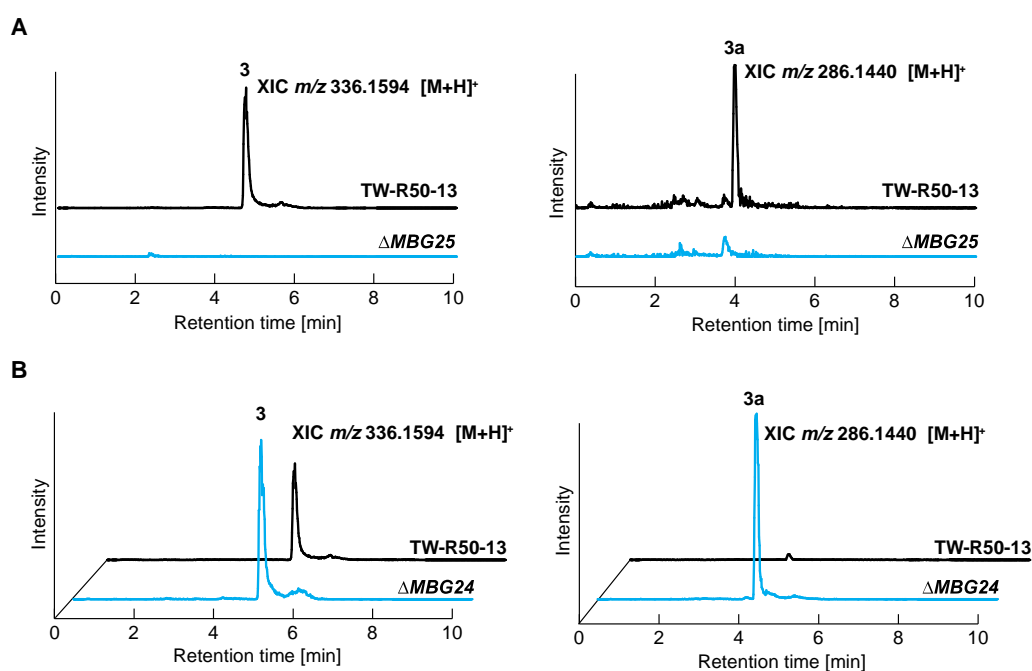 A
3
XIC m/z 336.1594 [M+H]⁺
TW-R50-13
ΔMBG25
Intensity
0 2 4 6 8 10
Retention time [min]
3a
XIC m/z 286.1440 [M+H]⁺
TW-R50-13
ΔMBG25
Intensity
0 2 4 6 8 10
Retention time [min]
B
3
XIC m/z 336.1594 [M+H]⁺
TW-R50-13
ΔMBG24
Intensity
0 2 4 6 8 10
Retention time [min]
3a
XIC m/z 286.1440 [M+H]⁺
TW-R50-13
ΔMBG24
Intensity
0 2 4 6 8 10
Retention time [min]